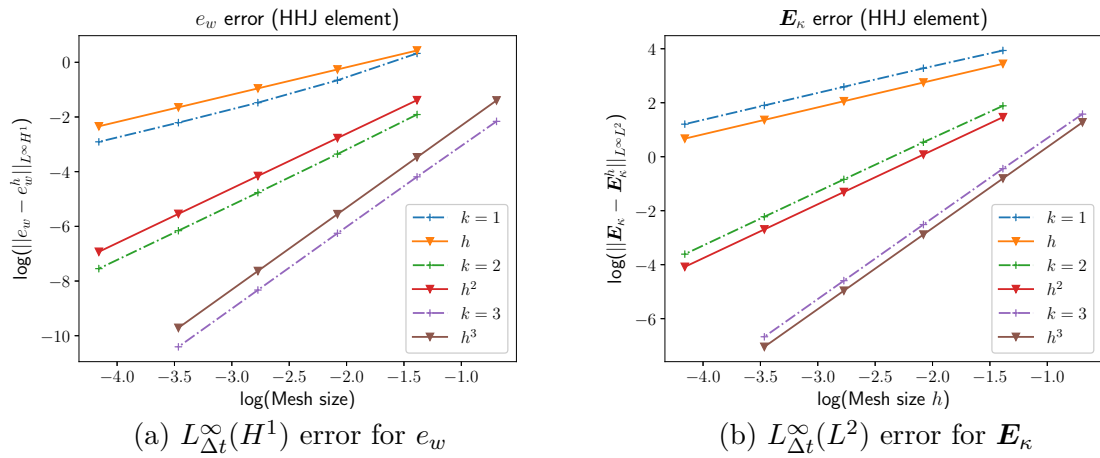 e_w error (HHJ element)
log(||e_w − e_w^h||_{L^∞ H^1})
0
−2
−4
−6
−8
−10
−4.0 −3.5 −3.0 −2.5 −2.0 −1.5 −1.0
log(Mesh size)
k = 1
h
k = 2
h^2
k = 3
h^3
(a) L^∞_{Δt}(H^1) error for e_w
E_κ error (HHJ element)
log(||E_κ − E_κ^h||_{L^∞ L^2})
4
2
0
−2
−4
−6
−4.0 −3.5 −3.0 −2.5 −2.0 −1.5 −1.0
log(Mesh size h)
k = 1
h
k = 2
h^2
k = 3
h^3
(b) L^∞_{Δt}(L^2) error for E_κ